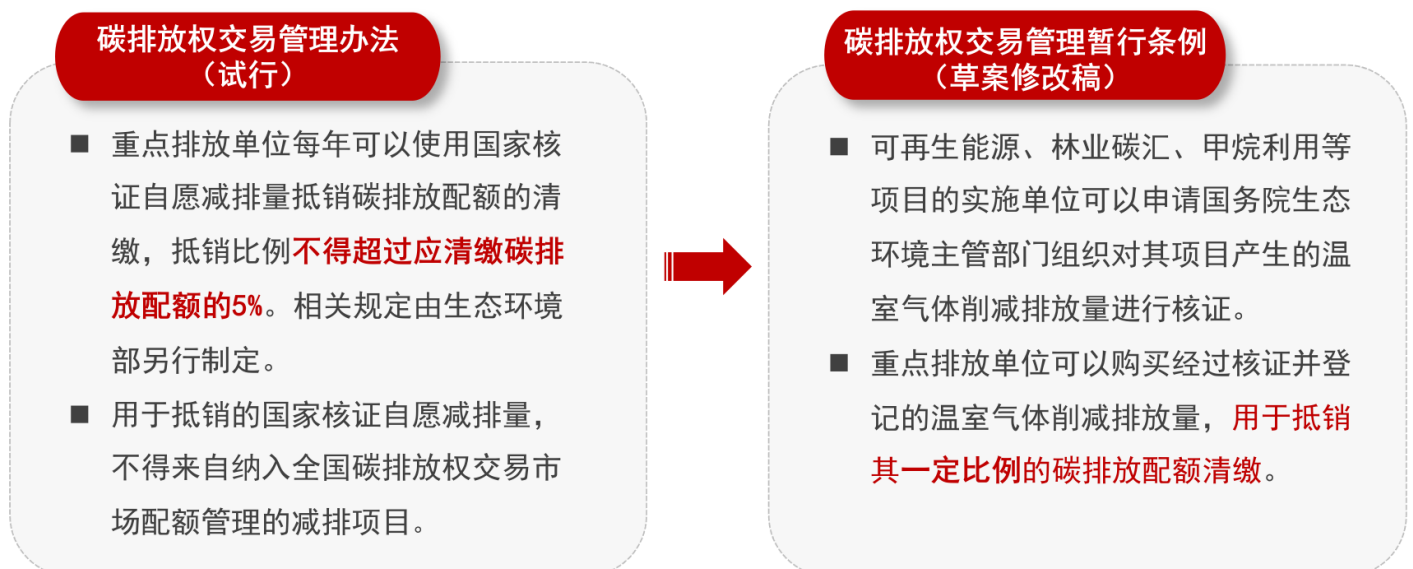 碳排放权交易管理办法
（试行）
■ 重点排放单位每年可以使用国家核
证自愿减排量抵销碳排放配额的清
缴，抵销比例不得超过应清缴碳排
放配额的5%。相关规定由生态环境
部另行制定。
■ 用于抵销的国家核证自愿减排量，
不得来自纳入全国碳排放权交易市
场配额管理的减排项目。
碳排放权交易管理暂行条例
（草案修改稿）
■ 可再生能源、林业碳汇、甲烷利用等
项目的实施单位可以申请国务院生态
环境主管部门组织对其项目产生的温
室气体削减排放量进行核证。
■ 重点排放单位可以购买经过核证并登
记的温室气体削减排放量，用于抵销
其一定比例的碳排放配额清缴。